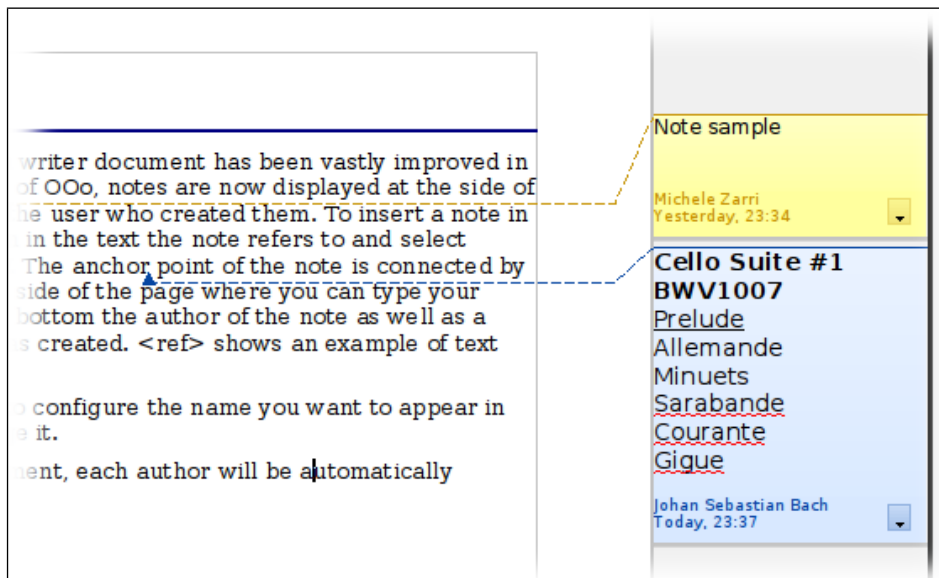 writer document has been vastly improved in
of OOo, notes are now displayed at the side of
he user who created them. To insert a note in
in the text the note refers to and select
The anchor point of the note is connected by
side of the page where you can type your
bottom the author of the note as well as a
s created. <ref> shows an example of text
configure the name you want to appear in
e it.
ment, each author will be automatically
Note sample
Michele Zarri
Yesterday, 23:34
Cello Suite #1
BWV1007
Prelude
Allemande
Minuets
Sarabande
Courante
Gigue
Johan Sebastian Bach
Today, 23:37